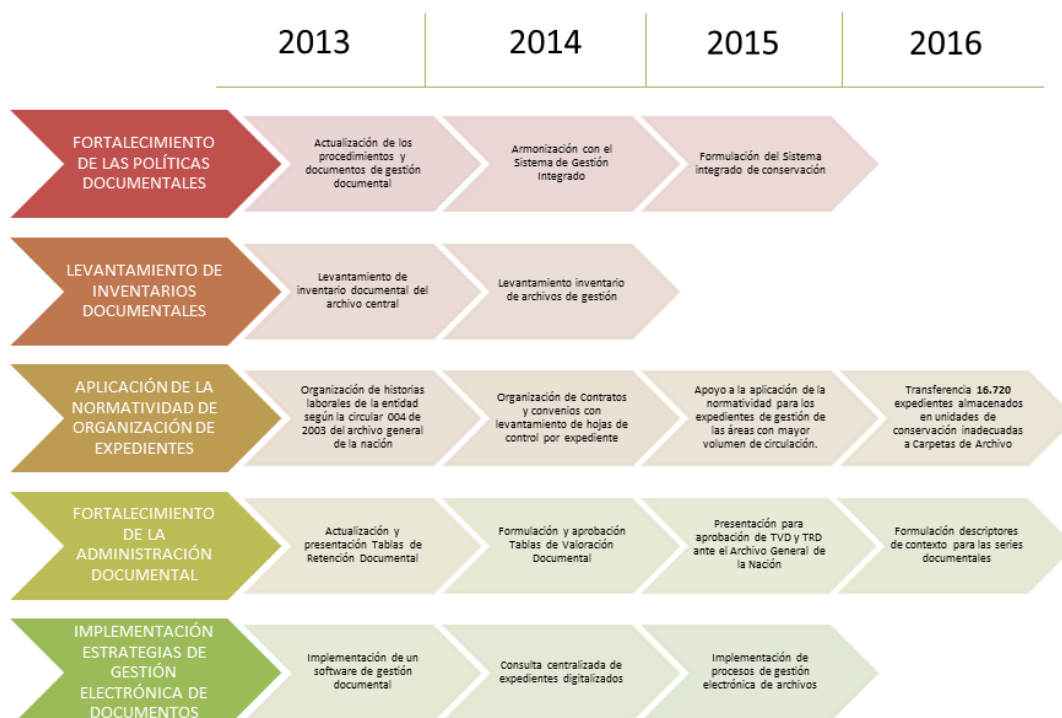 2013
2014
2015
2016
FORTALECIMIENTO
DE LAS POLÍTICAS
DOCUMENTALES
Actualización de los
procedimientos y
documentos de gestión
documental
Armonización con el
Sistema de Gestión
Integrado
Formulación del Sistema
integrado de conservación
LEVANTAMIENTO DE
INVENTARIOS
DOCUMENTALES
Levantamiento de
inventario documental del
archivo central
Levantamiento inventario
de archivos de gestión
APLICACIÓN DE LA
NORMATIVIDAD DE
ORGANIZACIÓN DE
EXPEDIENTES
Organización de historias
laborales de la entidad
según la circular 004 de
2003 del archivo general
de la nación
Organización de Contratos
y convenios con
levantamiento de hojas de
control por expediente
Apoyo a la aplicación de la
normatividad para los
expedientes de gestión de
las áreas con mayor
volumen de circulación.
Transferencia 16.720
expedientes almacenados
en unidades de
conservación inadecuadas
a Carpetas de Archivo
FORTALECIMIENTO
DE LA
ADMINISTRACIÓN
DOCUMENTAL
Actualización y
presentación Tablas de
Retención Documental
Formulación y aprobación
Tablas de Valoración
Documental
Presentación para
aprobación de TVD y TRD
ante el Archivo General de
la Nación
Formulación descriptores
de contexto para las series
documentales
IMPLEMENTACIÓN
ESTRATEGIAS DE
GESTIÓN
ELECTRÓNICA DE
DOCUMENTOS
Implementación de un
software de gestión
documental
Consulta centralizada de
expedientes digitalizados
Implementación de
procesos de gestión
electrónica de archivos